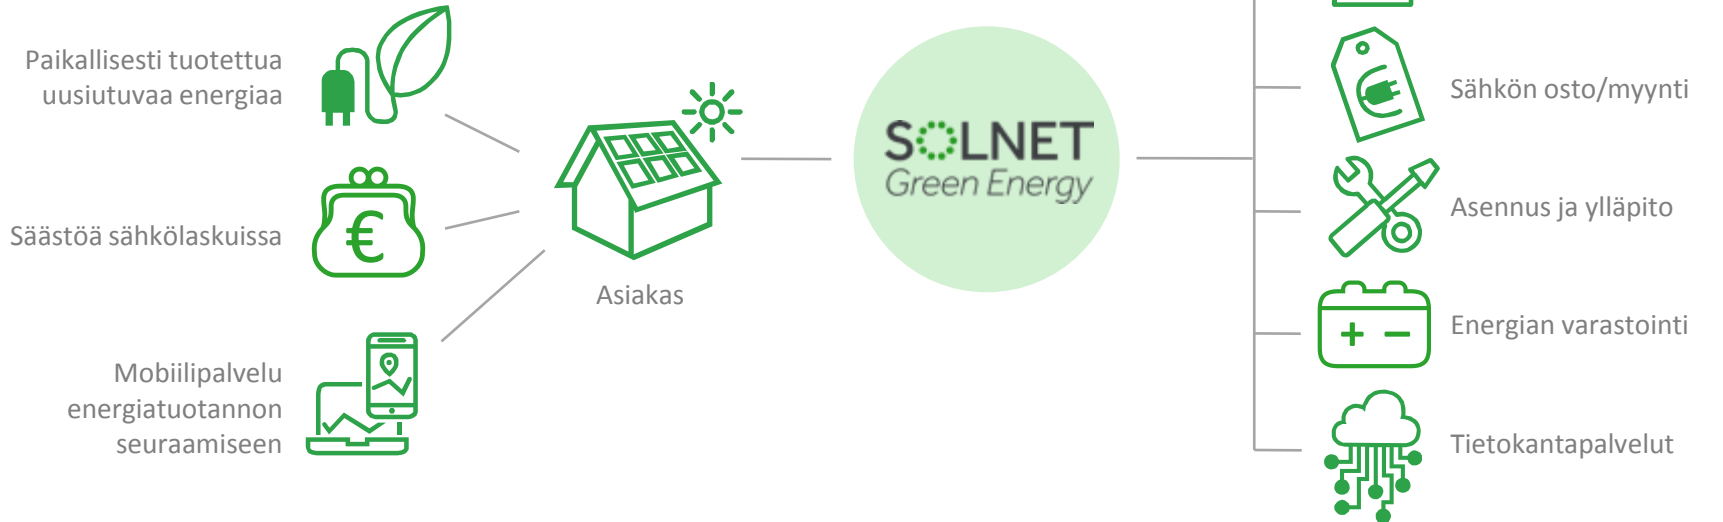 Paikallisesti tuotettua
uusiutuvaa energiaa
Säästöä sähkölaskuissa
€
Mobiilipalvelu
energiatuotannon
seuraamiseen
Asiakas
SOLNET
Green Energy
Sähkön osto/myynti
Asennus ja ylläpito
Energian varastointi
+ −
Tietokantapalvelut